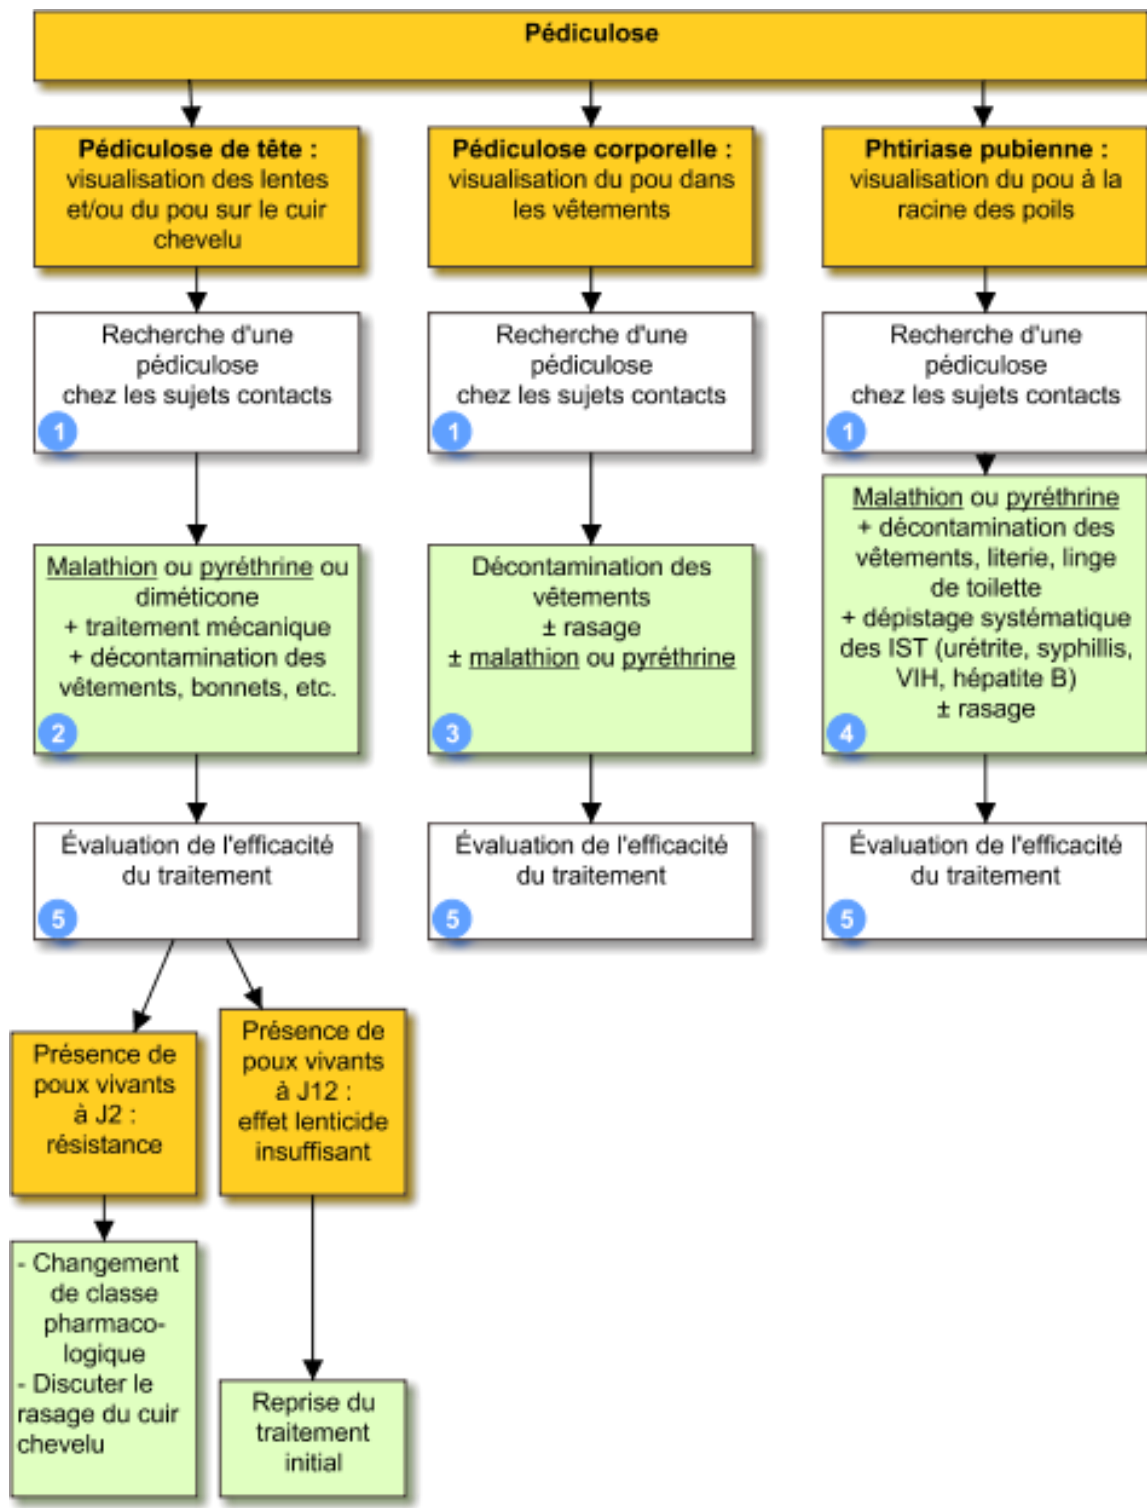 Pédiculose
Pédiculose de tête :
visualisation des lentes
et/ou du pou sur le cuir
chevelu
Pédiculose corporelle :
visualisation du pou dans
les vêtements
Phtiriase pubienne :
visualisation du pou à la
racine des poils
Recherche d'une
pédiculose
chez les sujets contacts
1
Recherche d'une
pédiculose
chez les sujets contacts
1
Recherche d'une
pédiculose
chez les sujets contacts
1
Malathion ou pyréthrine ou
diméticone
+ traitement mécanique
+ décontamination des
vêtements, bonnets, etc.
2
Décontamination des
vêtements
± rasage
± malathion ou pyréthrine
3
Malathion ou pyréthrine
+ décontamination des
vêtements, literie, linge
de toilette
+ dépistage systématique
des IST (urétrite, syphillis,
VIH, hépatite B)
± rasage
4
Évaluation de l'efficacité
du traitement
5
Évaluation de l'efficacité
du traitement
5
Évaluation de l'efficacité
du traitement
5
Présence de
poux vivants
à J2 :
résistance
Présence de
poux vivants
à J12 :
effet lenticide
insuffisant
- Changement
de classe
pharmaco-
logique
- Discuter le
rasage du cuir
chevelu
Reprise du
traitement
initial